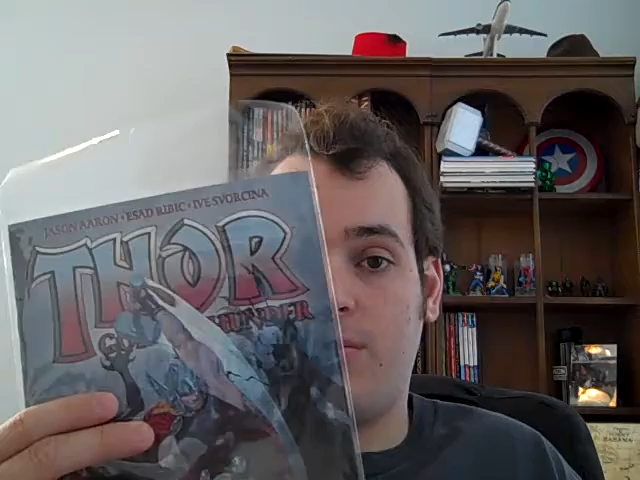 JASON AARON • ESAD RIBIC • IVE SVORCINA
THOR
THUNDER